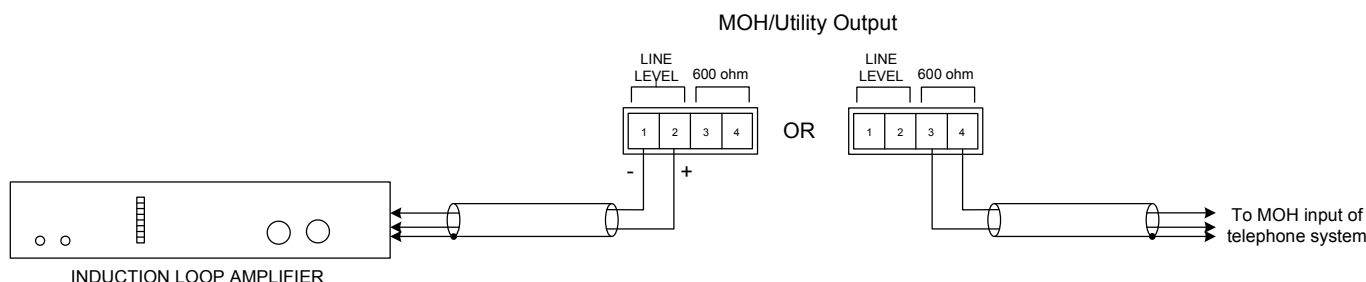 MOH/Utility Output
LINE
LEVEL 600 ohm
1 2 3 4
- +
OR
LINE
LEVEL 600 ohm
1 2 3 4
INDUCTION LOOP AMPLIFIER
To MOH input of
telephone system